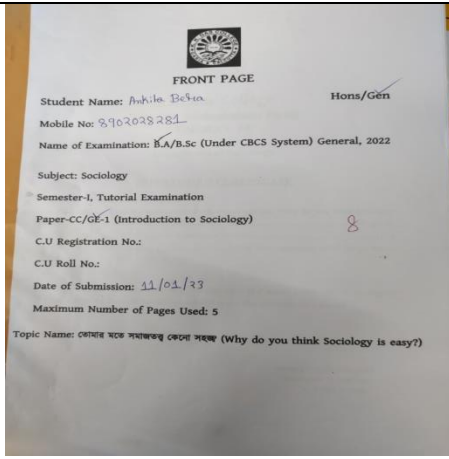 FRONT PAGE
Student Name: Ankita Betra
Hons/Gen
Mobile No: 8902028281
Name of Examination: B.A/B.Sc (Under CBCS System) General, 2022
Subject: Sociology
Semester-I, Tutorial Examination
Paper-CC/GE-1 (Introduction to Sociology)
8
C.U Registration No.:
C.U Roll No.:
Date of Submission: 11/01/23
Maximum Number of Pages Used: 5
Topic Name: তোমার মতে সমাজতত্ত্ব কেনো সহজ (Why do you think Sociology is easy?)